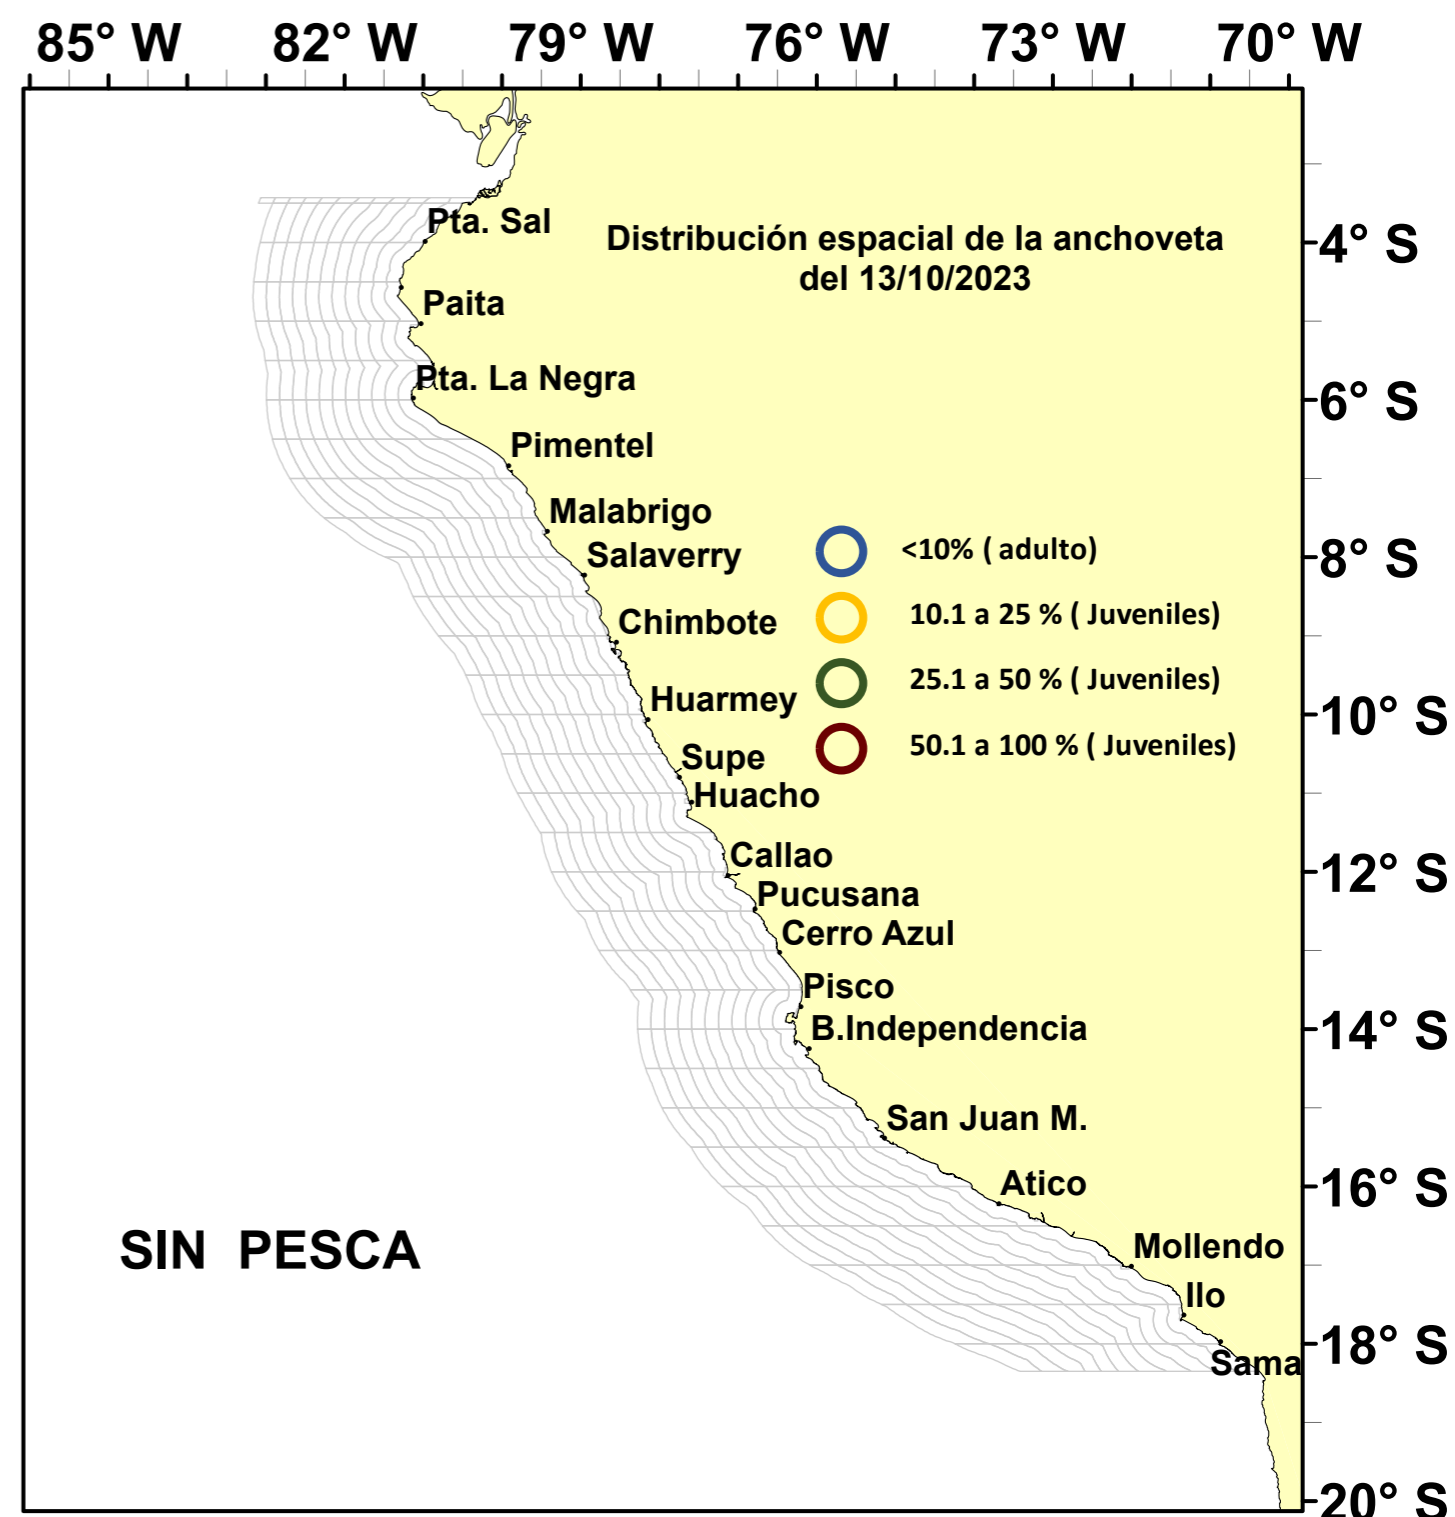 85° W 82° W 79° W 76° W 73° W 70° W
Pta. Sal
Distribución espacial de la anchoveta
del 13/10/2023
4° S
Paita
Pta. La Negra
6° S
Pimentel
Malabrigo
Salaverry
<10% ( adulto)
8° S
Chimbote
10.1 a 25 % ( Juveniles)
25.1 a 50 % ( Juveniles)
Huarmey
10° S
50.1 a 100 % ( Juveniles)
Supe
Huacho
Callao
12° S
Pucusana
Cerro Azul
Pisco
B.Independencia
14° S
San Juan M.
Atico
16° S
SIN PESCA
Mollendo
Ilo
18° S
Sama
20° S